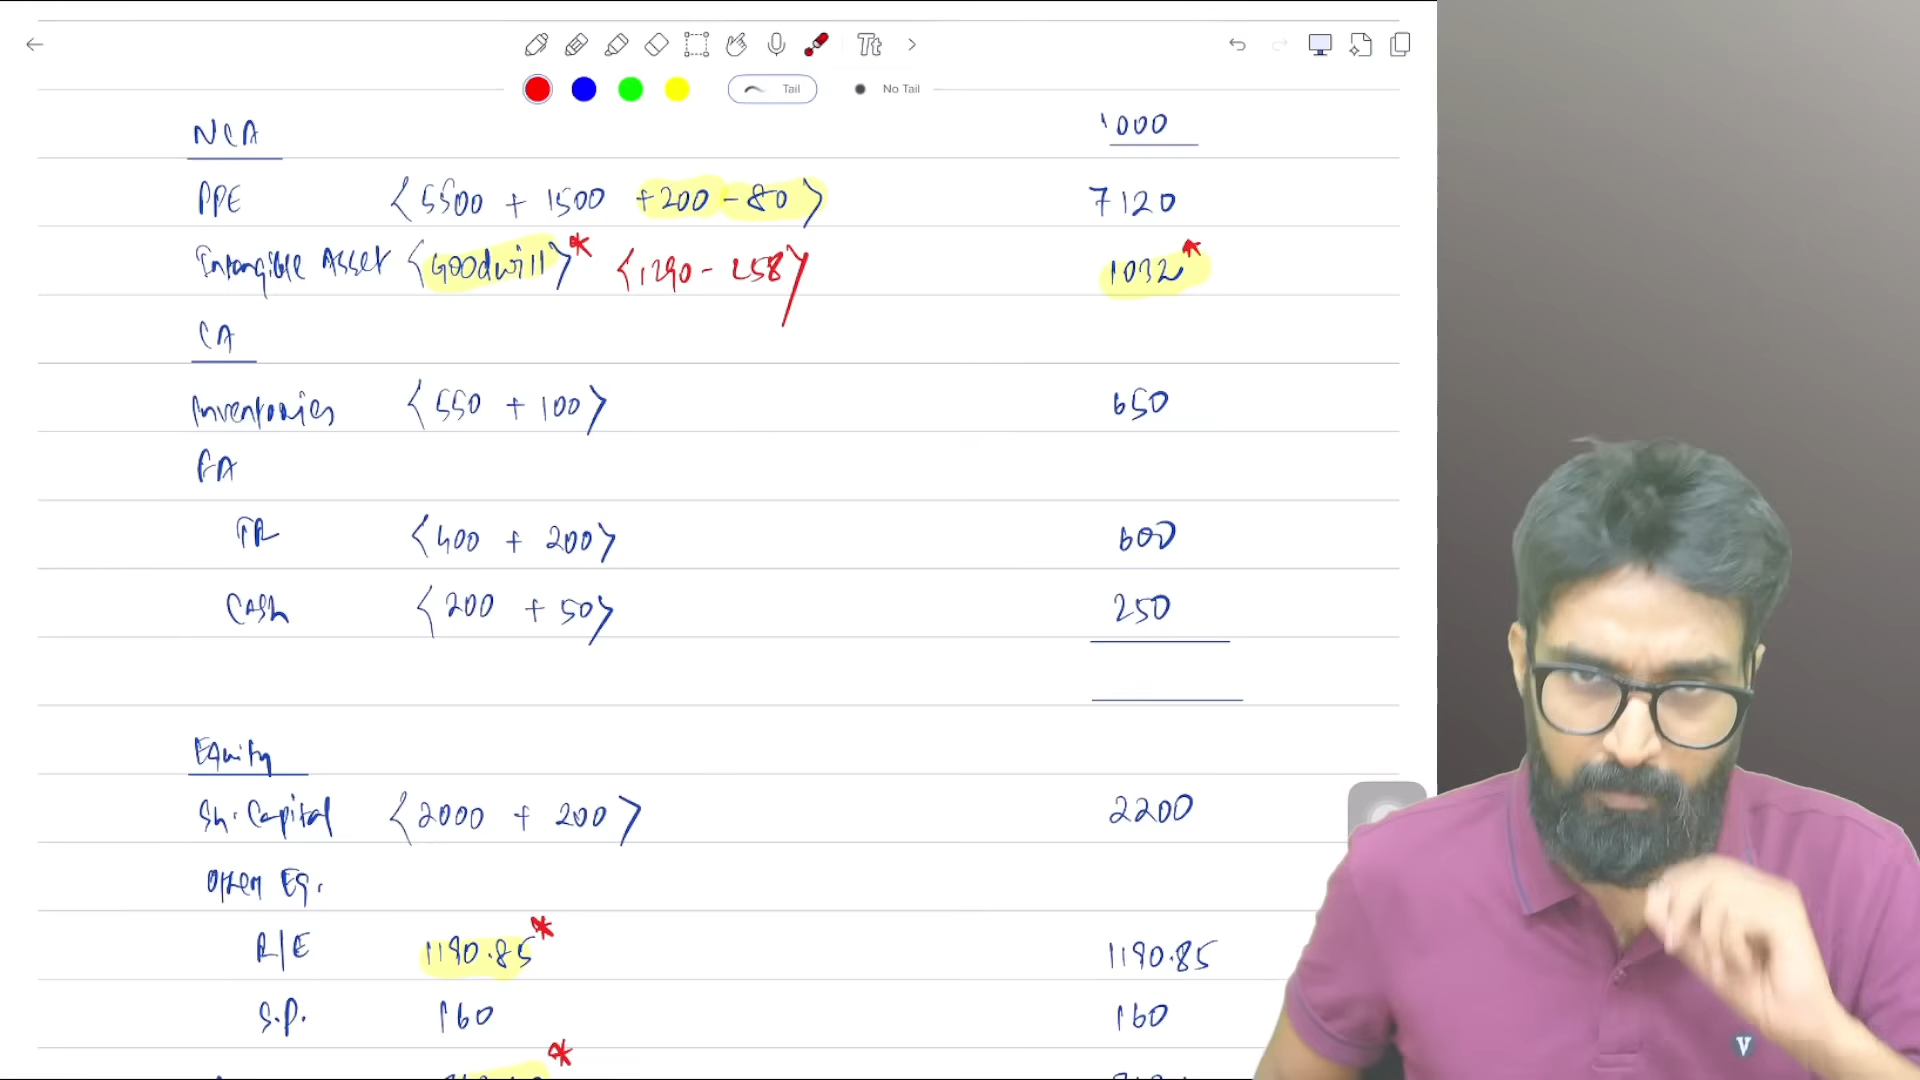 Tt
Tail No Tail
NCA 1000
PPE <5500 + 1500 +200 - 80> 7120
Intangible Asset <Goodwill>* <1290 - 258> 1032*
CA
Inventories <550 + 100> 650
FA
TR <400 + 200> 600
Cash <200 + 50> 250
Equity
Sh. Capital <2000 + 200> 2200
Other Eq.
R/E 1190.85* 1190.85
S.P. 160 160
*
V